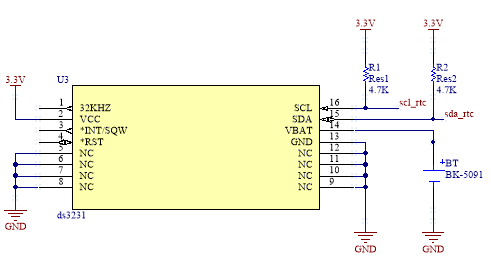 3.3V 3.3V
R1 R2
Res1 Res2
4.7K 4.7K
3.3V U3
1 32KHZ SCL 16 scl_rtc
2 VCC SDA 15 sda_rtc
3 *INT/SQW VBAT 14
4 *RST GND 13
5 NC NC 12
6 NC NC 11
7 NC NC 10
8 NC NC 9
+ BT
BK-5091
ds3231
GND GND GND